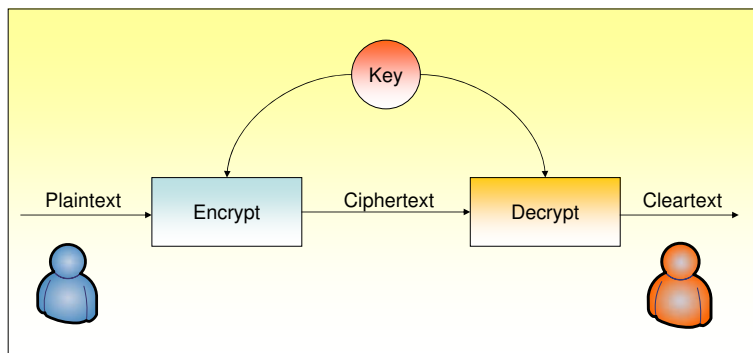 Key
Plaintext
Encrypt
Ciphertext
Decrypt
Cleartext